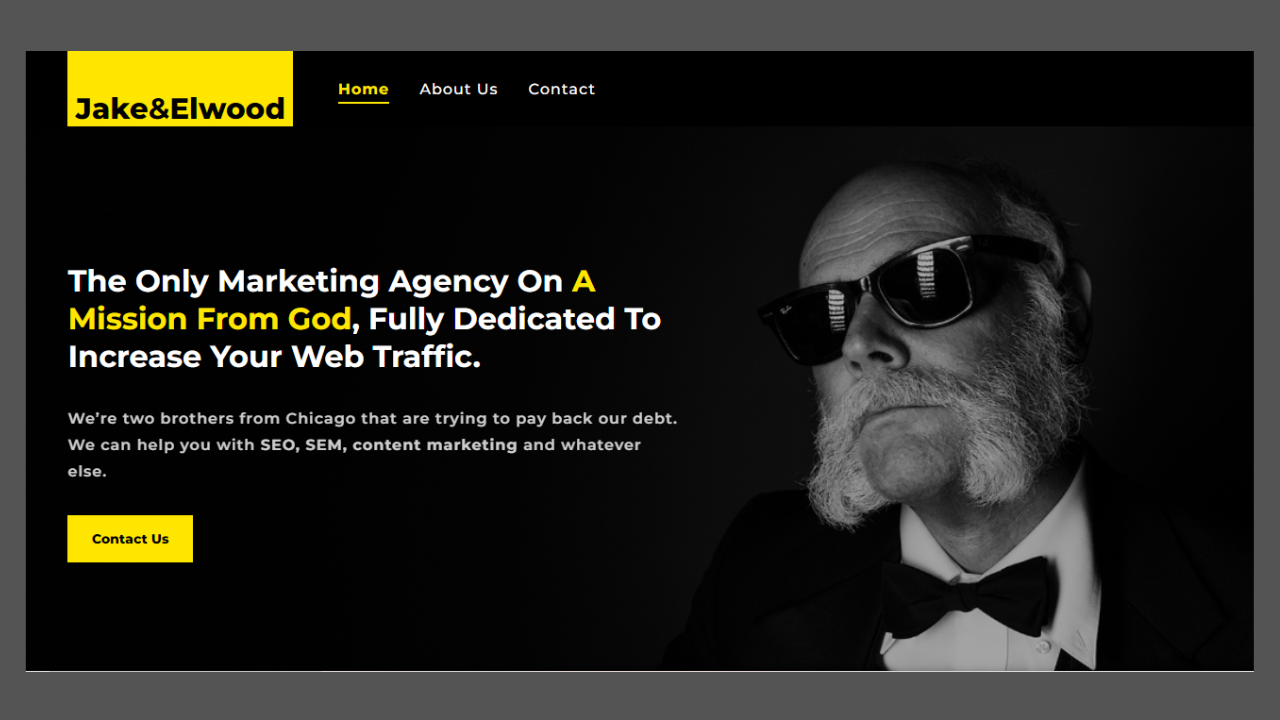 Jake&Elwood
Home
About Us
Contact
The Only Marketing Agency On A
Mission From God, Fully Dedicated To
Increase Your Web Traffic.
We’re two brothers from Chicago that are trying to pay back our debt.
We can help you with SEO, SEM, content marketing and whatever
else.
Contact Us